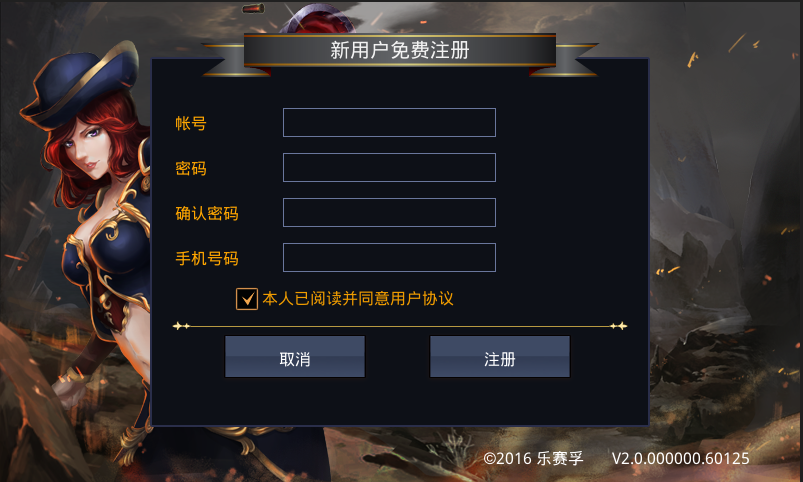 新用户免费注册
帐号
密码
确认密码
手机号码
本人已阅读并同意用户协议
取消 注册
©2016 乐赛孚 V2.0.000000.60125